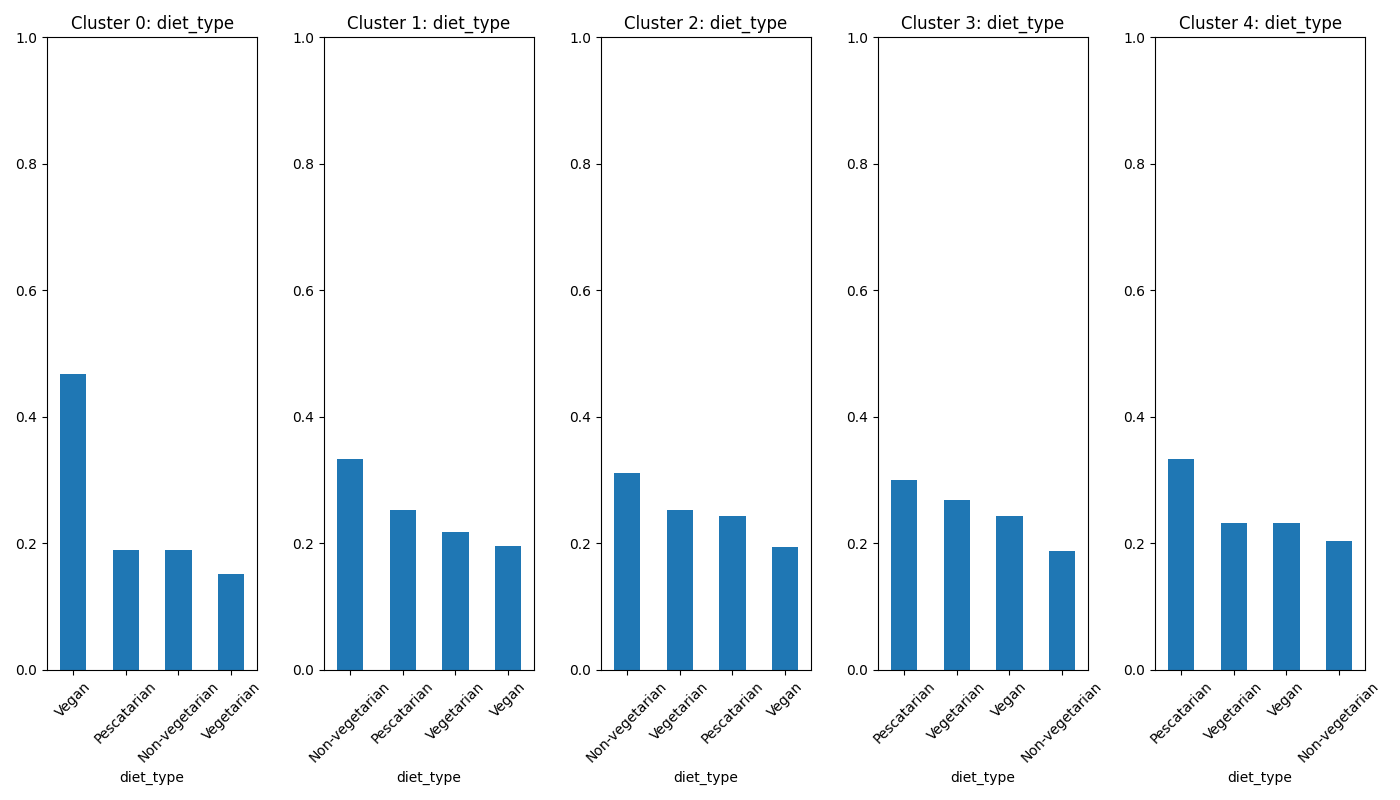 Cluster 0: diet_type
1.0
0.8
0.6
0.4
0.2
0.0
Vegan
Pescatarian
Non-vegetarian
Vegetarian
diet_type
Cluster 1: diet_type
1.0
0.8
0.6
0.4
0.2
0.0
Non-vegetarian
Pescatarian
Vegetarian
Vegan
diet_type
Cluster 2: diet_type
1.0
0.8
0.6
0.4
0.2
0.0
Non-vegetarian
Vegetarian
Pescatarian
Vegan
diet_type
Cluster 3: diet_type
1.0
0.8
0.6
0.4
0.2
0.0
Pescatarian
Vegetarian
Vegan
Non-vegetarian
diet_type
Cluster 4: diet_type
1.0
0.8
0.6
0.4
0.2
0.0
Pescatarian
Vegetarian
Vegan
Non-vegetarian
diet_type